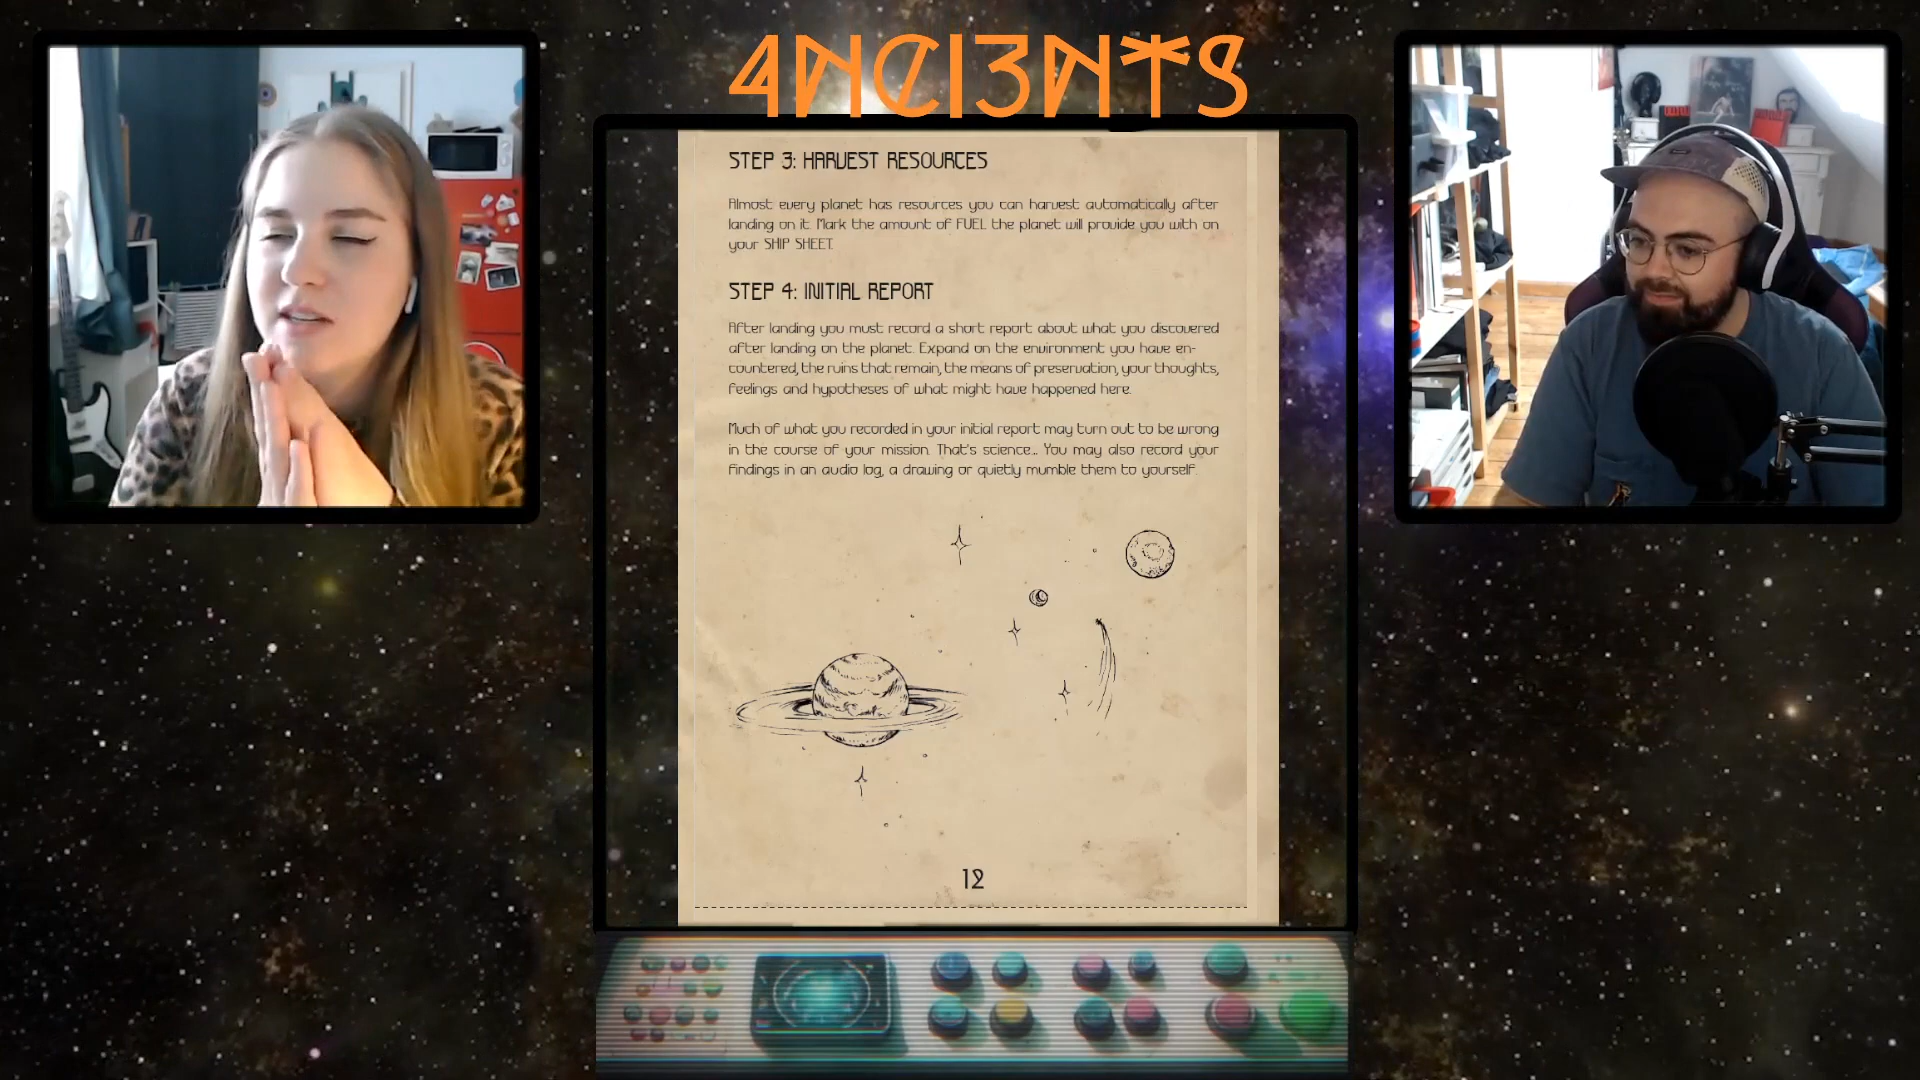 4NCI3NTS
STEP 3: HARVEST RESOURCES
Almost every planet has resources you can harvest automatically after
landing on it. Mark the amount of FUEL the planet will provide you with on
your SHIP SHEET.
STEP 4: INITIAL REPORT
After landing you must record a short report about what you discovered
after landing on the planet. Expand on the environment you have en-
countered, the ruins that remain, the means of preservation, your thoughts,
feelings and hypotheses of what might have happened here.
Much of what you recorded in your initial report may turn out to be wrong
in the course of your mission. That's science... You may also record your
findings in an audio log, a drawing or quietly mumble them to yourself.
12